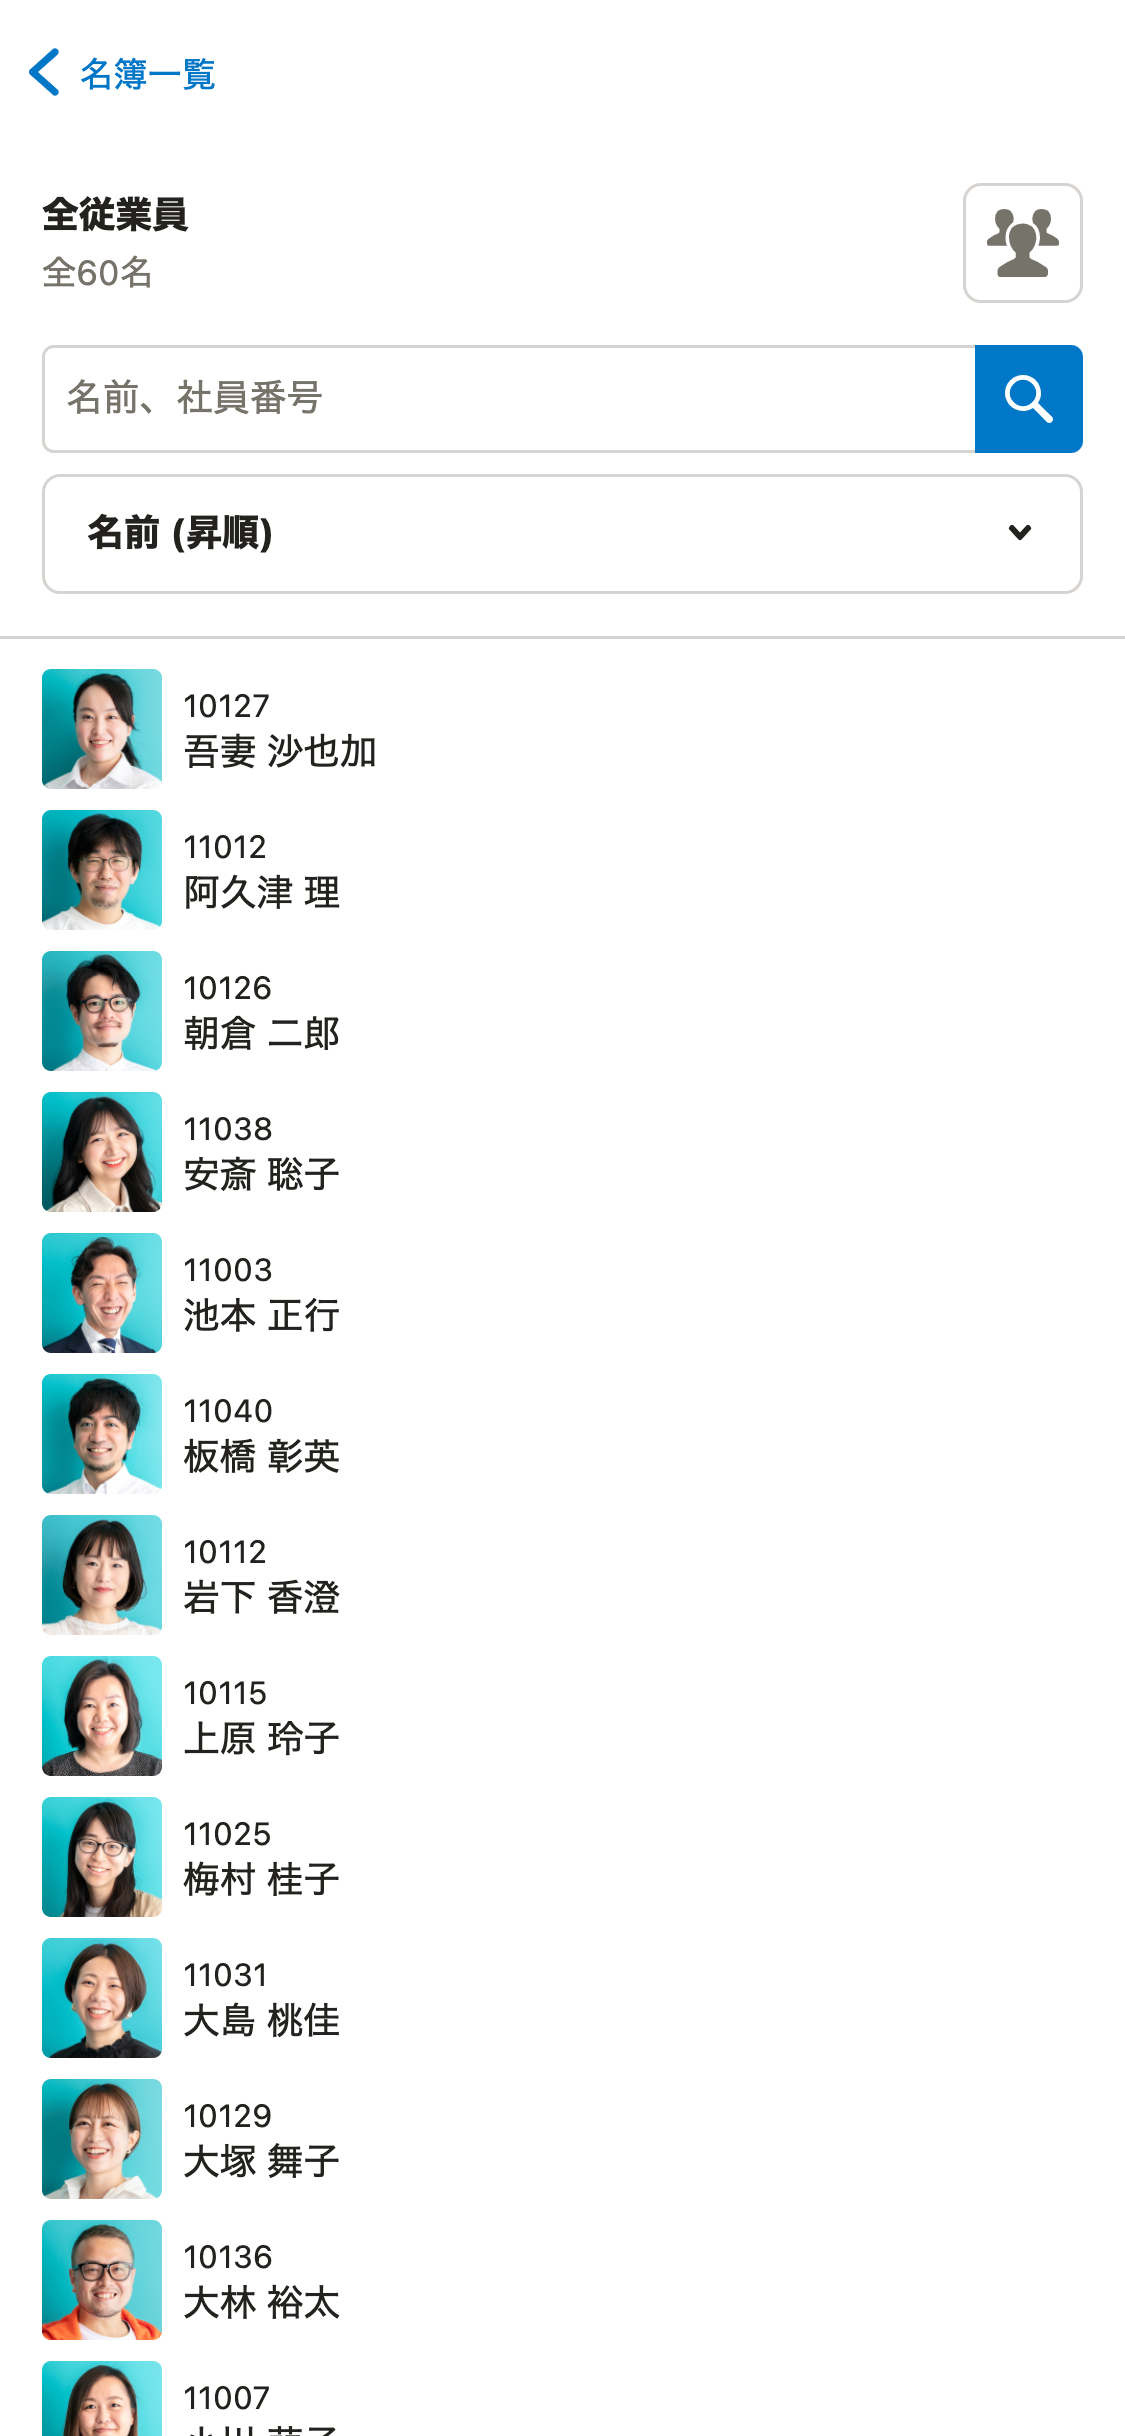 名簿一覧
全従業員
全60名
名前、社員番号
名前 (昇順)
10127
吾妻 沙也加
11012
阿久津 理
10126
朝倉 二郎
11038
安斎 聡子
11003
池本 正行
11040
板橋 彰英
10112
岩下 香澄
10115
上原 玲子
11025
梅村 桂子
11031
大島 桃佳
10129
大塚 舞子
10136
大林 裕太
11007